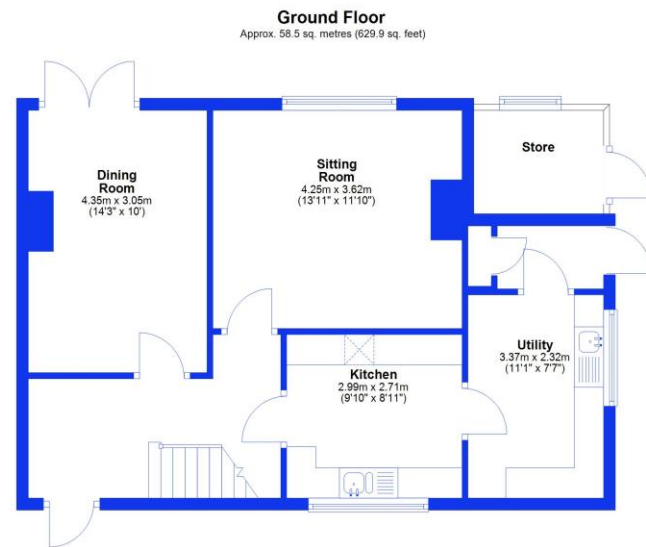 Ground Floor
Approx. 58.5 sq. metres (629.9 sq. feet)
Dining
Room
4.35m x 3.05m
(14'3" x 10')
Sitting
Room
4.25m x 3.62m
(13'11" x 11'10")
Store
Kitchen
2.99m x 2.71m
(9'10" x 8'11")
Utility
3.37m x 2.32m
(11'1" x 7'7")